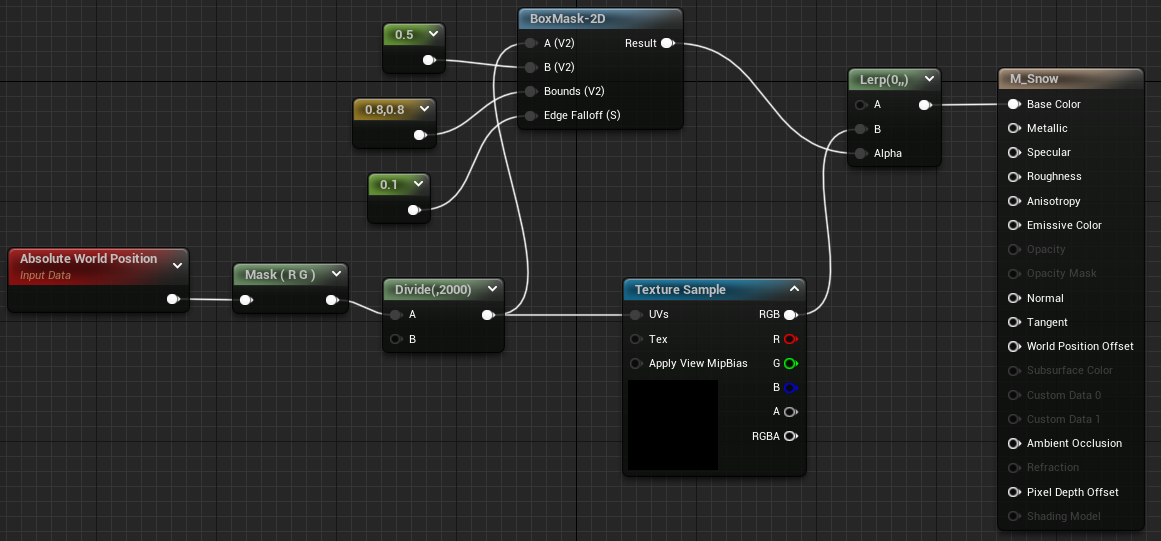 BoxMask-2D
A (V2)
Result
B (V2)
Bounds (V2)
Edge Falloff (S)
0.5
0.8,0.8
0.1
Absolute World Position
Input Data
Mask ( R G )
Divide(,2000)
A
B
Texture Sample
UVs
RGB
Tex
R
Apply View MipBias
G
B
A
RGBA
Lerp(0,,)
A
B
Alpha
M_Snow
Base Color
Metallic
Specular
Roughness
Anisotropy
Emissive Color
Opacity
Opacity Mask
Normal
Tangent
World Position Offset
Subsurface Color
Custom Data 0
Custom Data 1
Ambient Occlusion
Refraction
Pixel Depth Offset
Shading Model